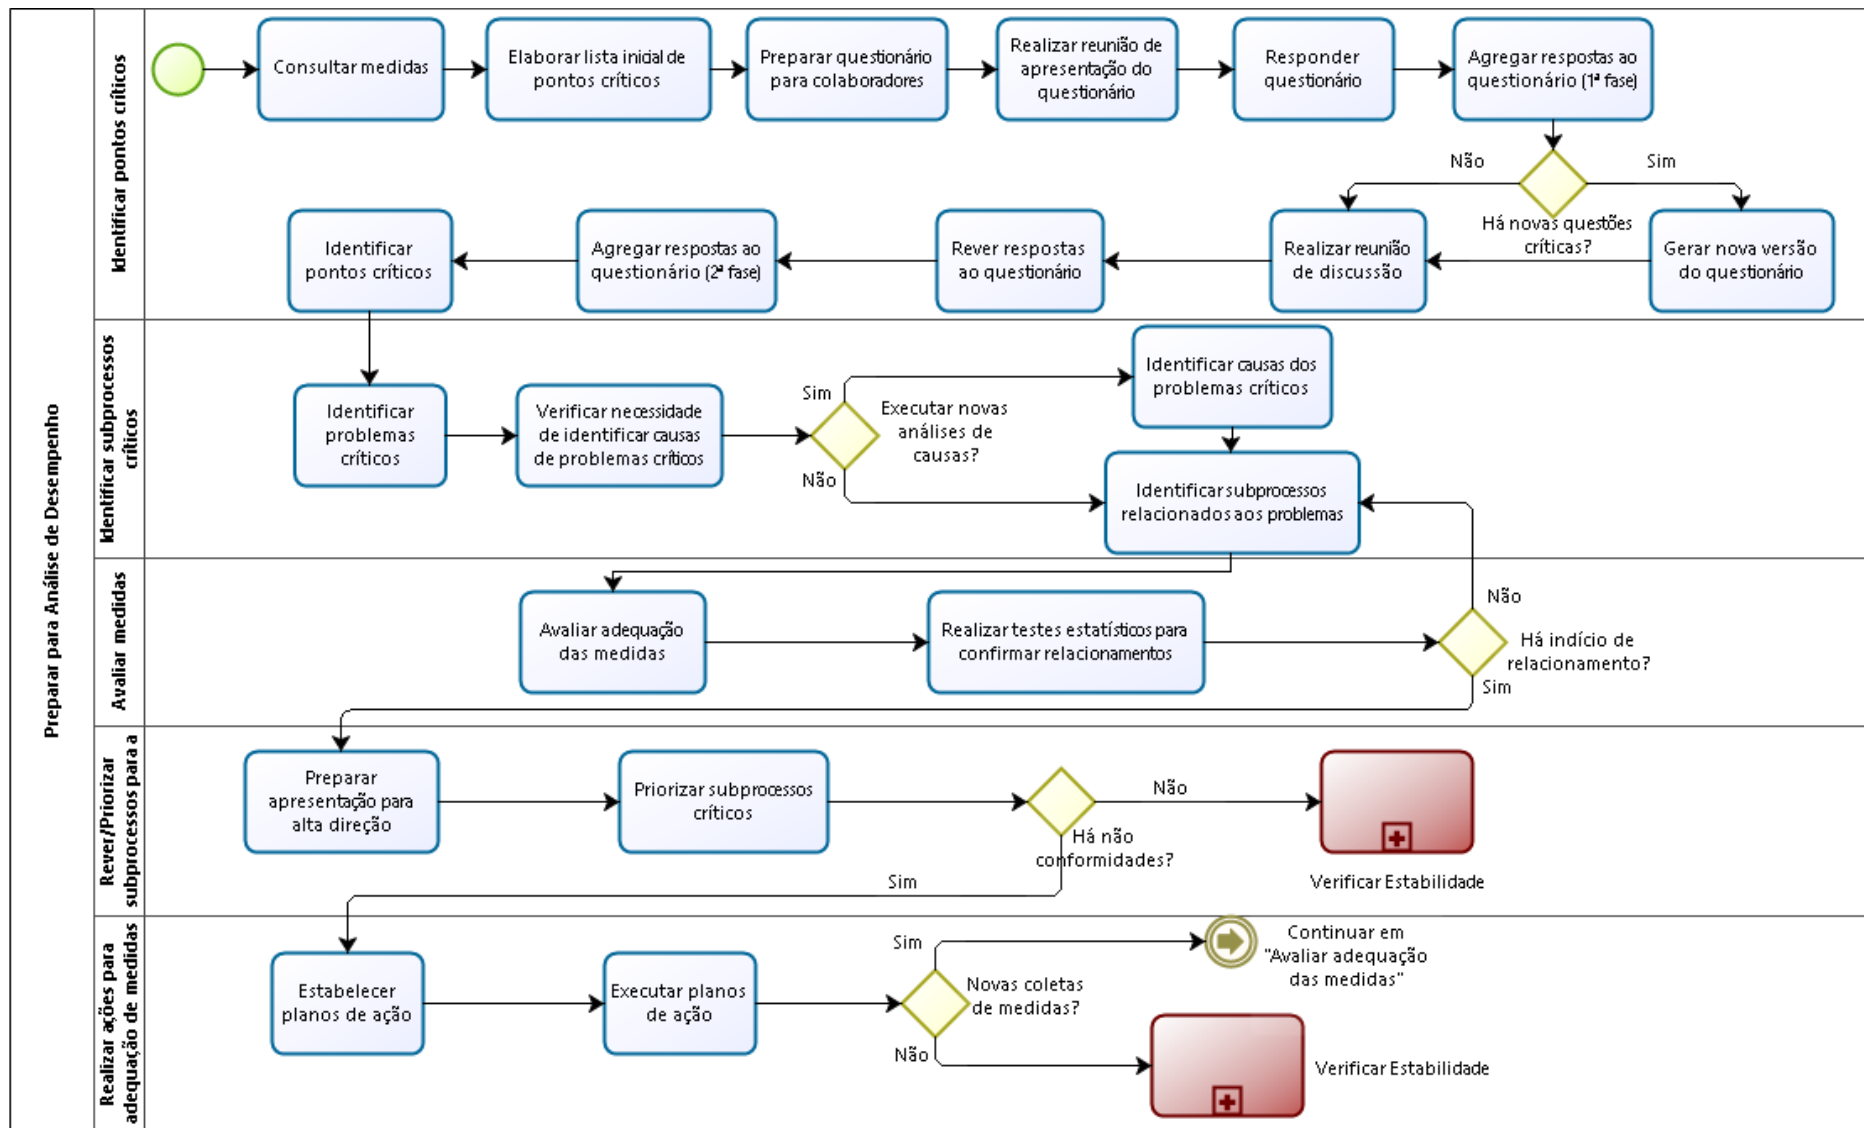 Preparar para Análise de Desempenho
Identificar pontos críticos
Consultar medidas
Elaborar lista inicial de
pontos críticos
Preparar questionário
para colaboradores
Realizar reunião de
apresentação do
questionário
Responder
questionário
Agregar respostas ao
questionário (1ª fase)
Não
Sim
Há novas questões
críticas?
Identificar
pontos críticos
Agregar respostas ao
questionário (2ª fase)
Rever respostas
ao questionário
Realizar reunião
de discussão
Gerar nova versão
do questionário
Identificar subprocessos
críticos
Identificar
problemas
críticos
Verificar necessidade
de identificar causas
de problemas críticos
Sim
Não
Executar novas
análises de
causas?
Identificar causas dos
problemas críticos
Identificar subprocessos
relacionados aos problemas
Avaliar medidas
Avaliar adequação
das medidas
Realizar testes estatísticos para
confirmar relacionamentos
Não
Há indício de
relacionamento?
Sim
Rever/Priorizar
subprocessos para a
Preparar
apresentação para
alta direção
Priorizar subprocessos
críticos
Não
Há não
conformidades?
Sim
Verificar Estabilidade
Realizar ações para
adequação de medidas
Estabelecer
planos de ação
Executar planos
de ação
Sim
Novas coletas
de medidas?
Não
Continuar em
"Avaliar adequação
das medidas"
Verificar Estabilidade